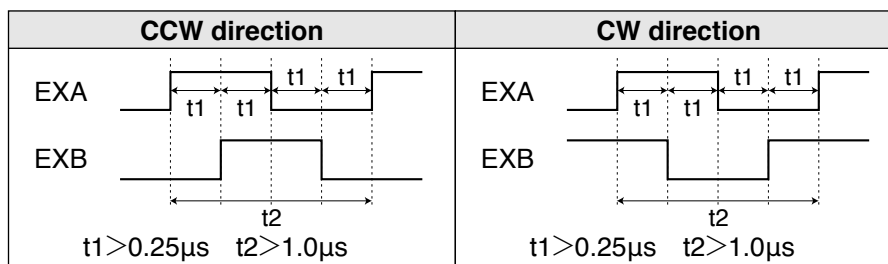 CCW direction
CW direction
EXA
t1 t1
t1 t1
EXB
t2
t1>0.25µs t2>1.0µs
EXA
t1 t1
t1 t1
EXB
t2
t1>0.25µs t2>1.0µs